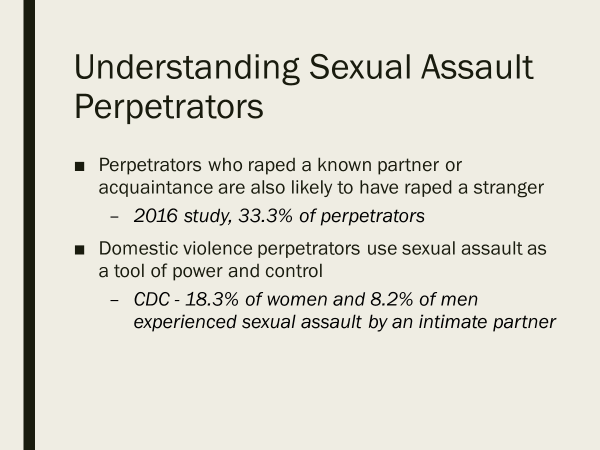 Understanding Sexual Assault
Perpetrators
■ Perpetrators who raped a known partner or
acquaintance are also likely to have raped a stranger
– 2016 study, 33.3% of perpetrators
■ Domestic violence perpetrators use sexual assault as
a tool of power and control
– CDC - 18.3% of women and 8.2% of men
experienced sexual assault by an intimate partner